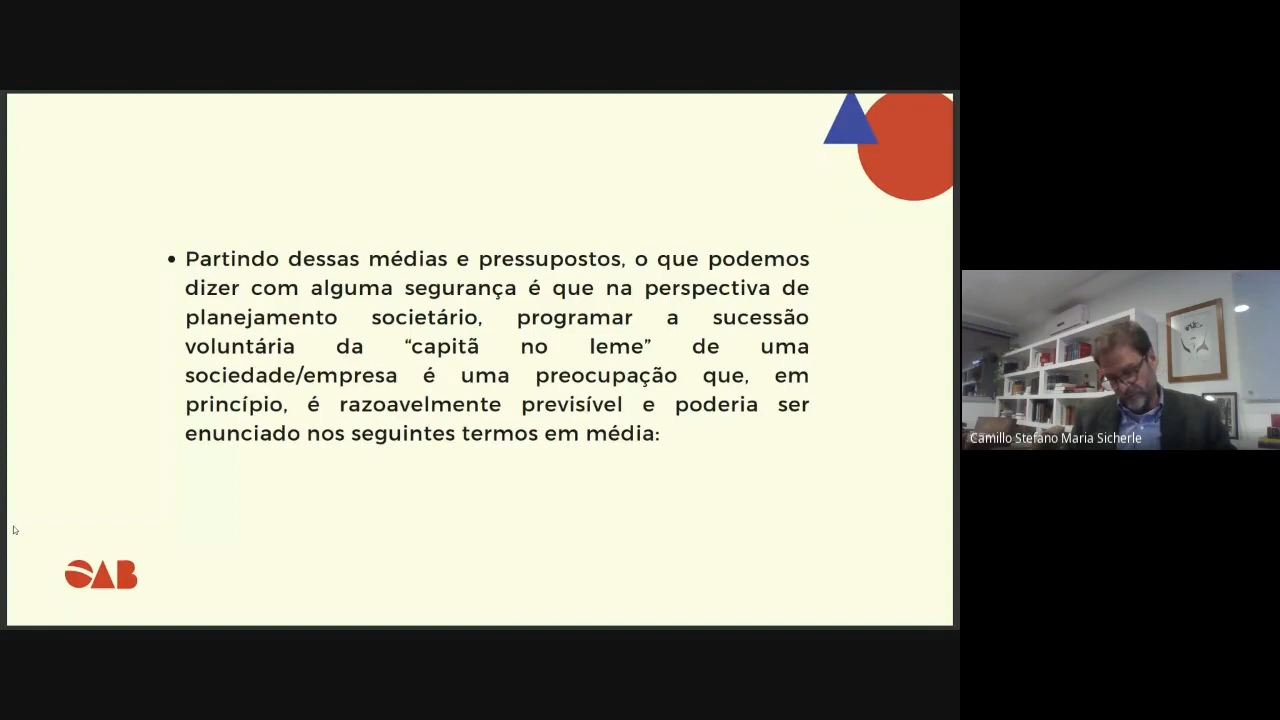 Partindo dessas médias e pressupostos, o que podemos
dizer com alguma segurança é que na perspectiva de
planejamento societário, programar a sucessão
voluntária da “capitã no leme” de uma
sociedade/empresa é uma preocupação que, em
princípio, é razoavelmente previsível e poderia ser
enunciado nos seguintes termos em média:
OAB
Camillo Stefano Maria Sicherle